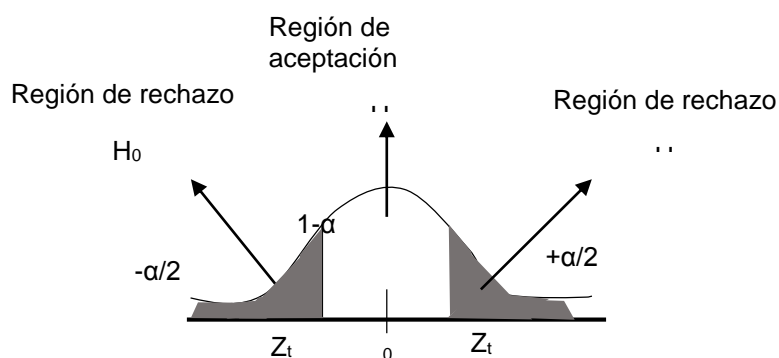 Región de
aceptación
Región de rechazo
Región de rechazo
H₀
1-α
-α/2
+α/2
Zₜ
0
Zₜ